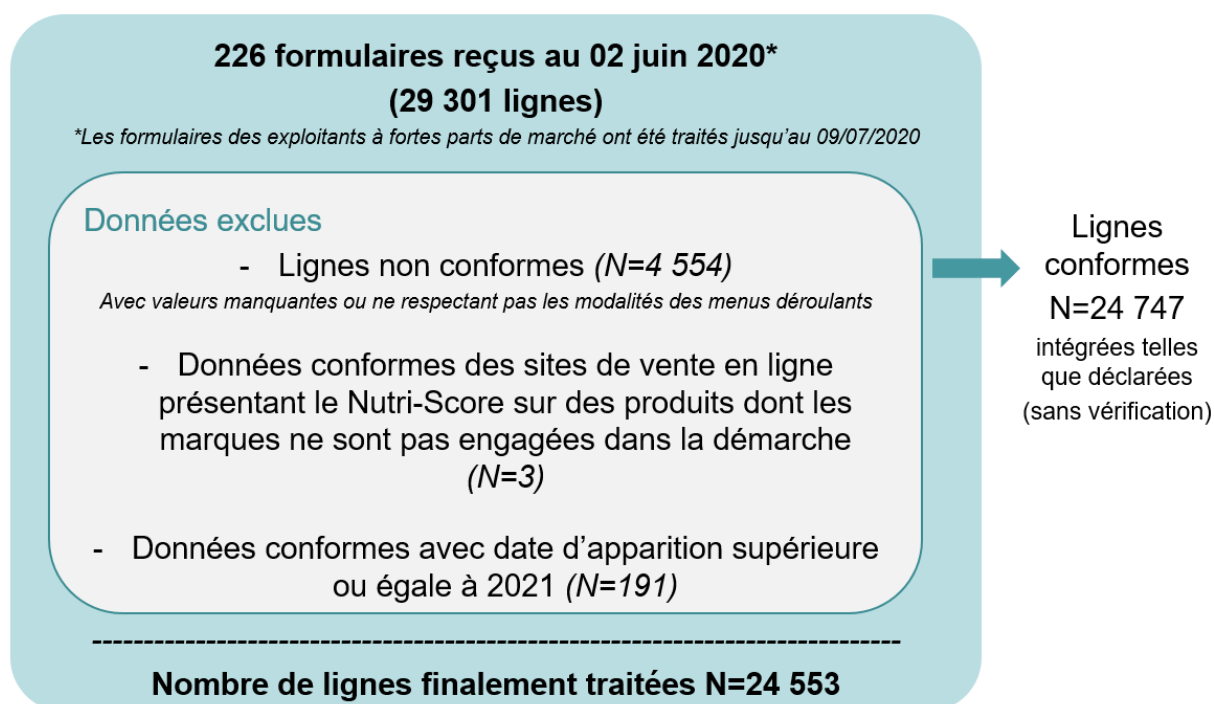 226 formulaires reçus au 02 juin 2020*
(29 301 lignes)
*Les formulaires des exploitants à fortes parts de marché ont été traités jusqu'au 09/07/2020
Données exclues
- Lignes non conformes (N=4 554)
Avec valeurs manquantes ou ne respectant pas les modalités des menus déroulants
- Données conformes des sites de vente en ligne
présentant le Nutri-Score sur des produits dont les
marques ne sont pas engagées dans la démarche
(N=3)
- Données conformes avec date d'apparition supérieure
ou égale à 2021 (N=191)
Nombre de lignes finalement traitées N=24 553
Lignes
conformes
N=24 747
intégrées telles
que déclarées
(sans vérification)